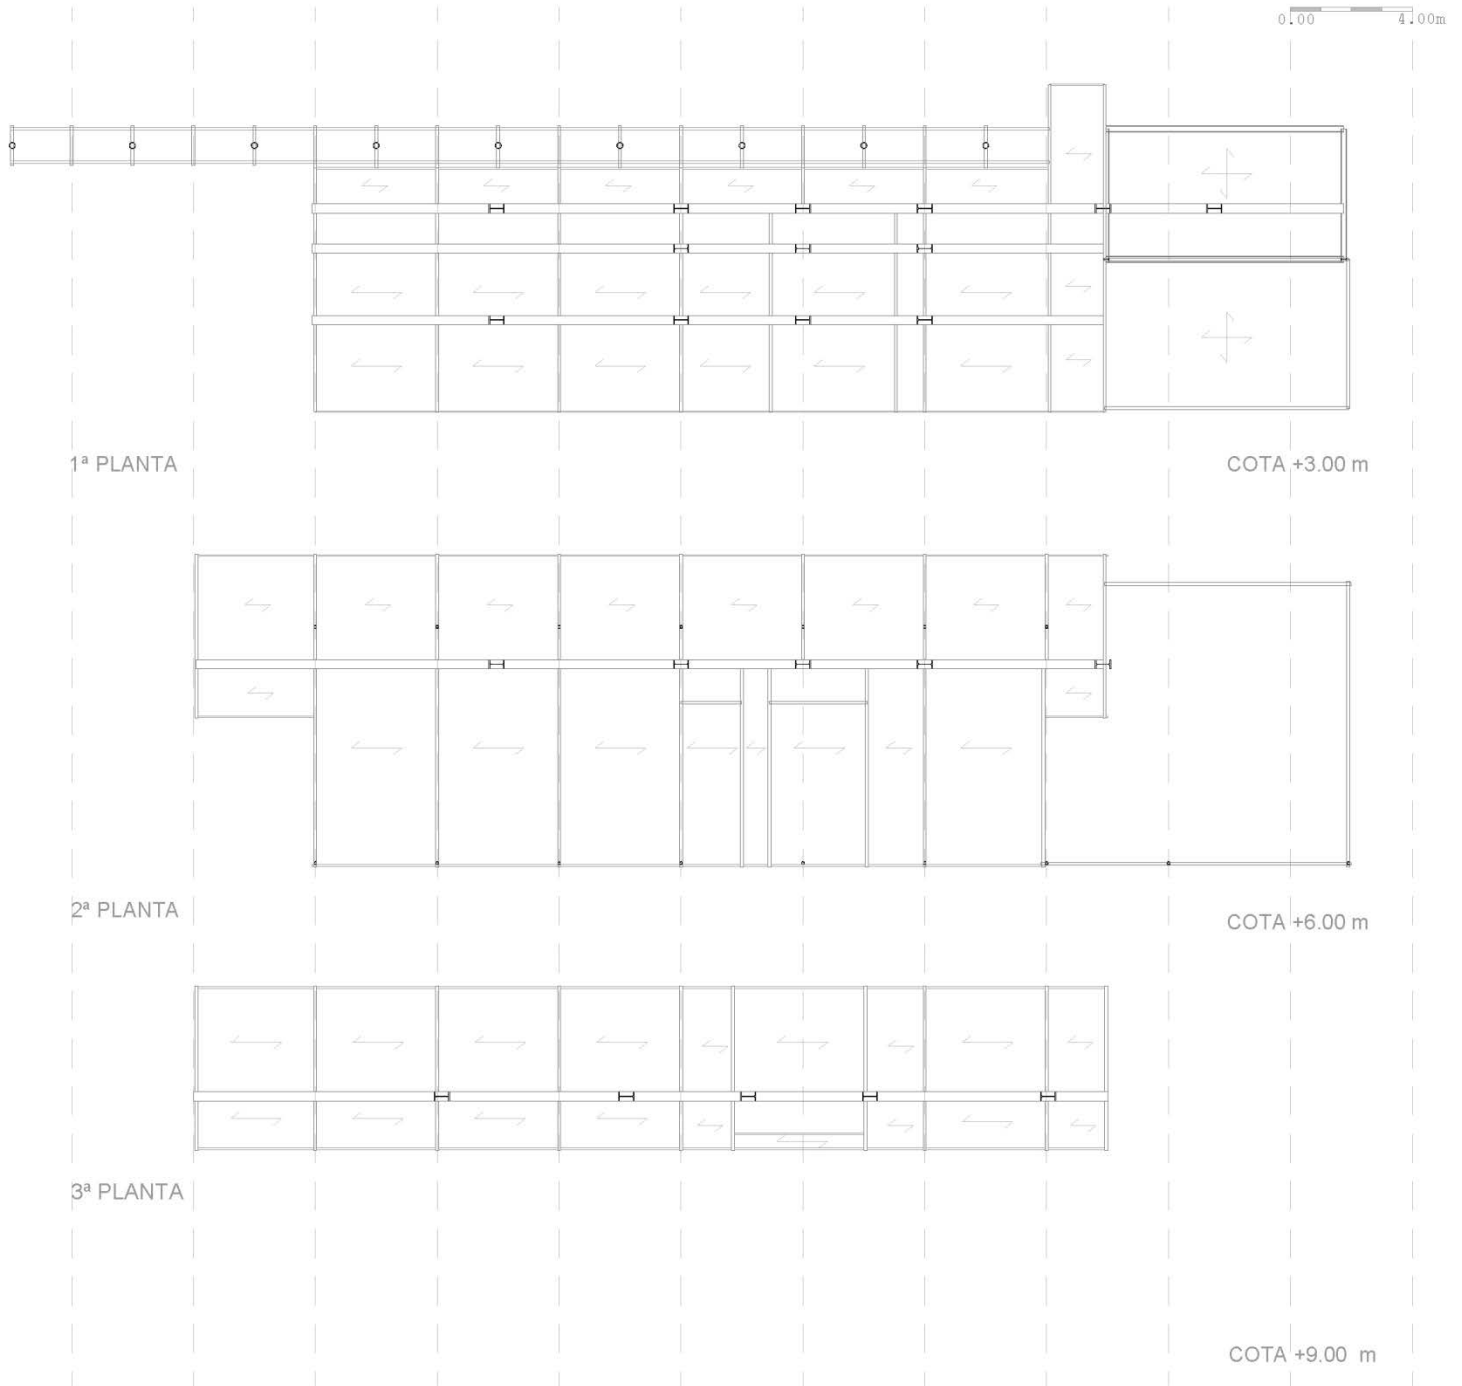 0.00 4.00m
1ª PLANTA COTA +3.00 m
2ª PLANTA COTA +6.00 m
3ª PLANTA
COTA +9.00 m